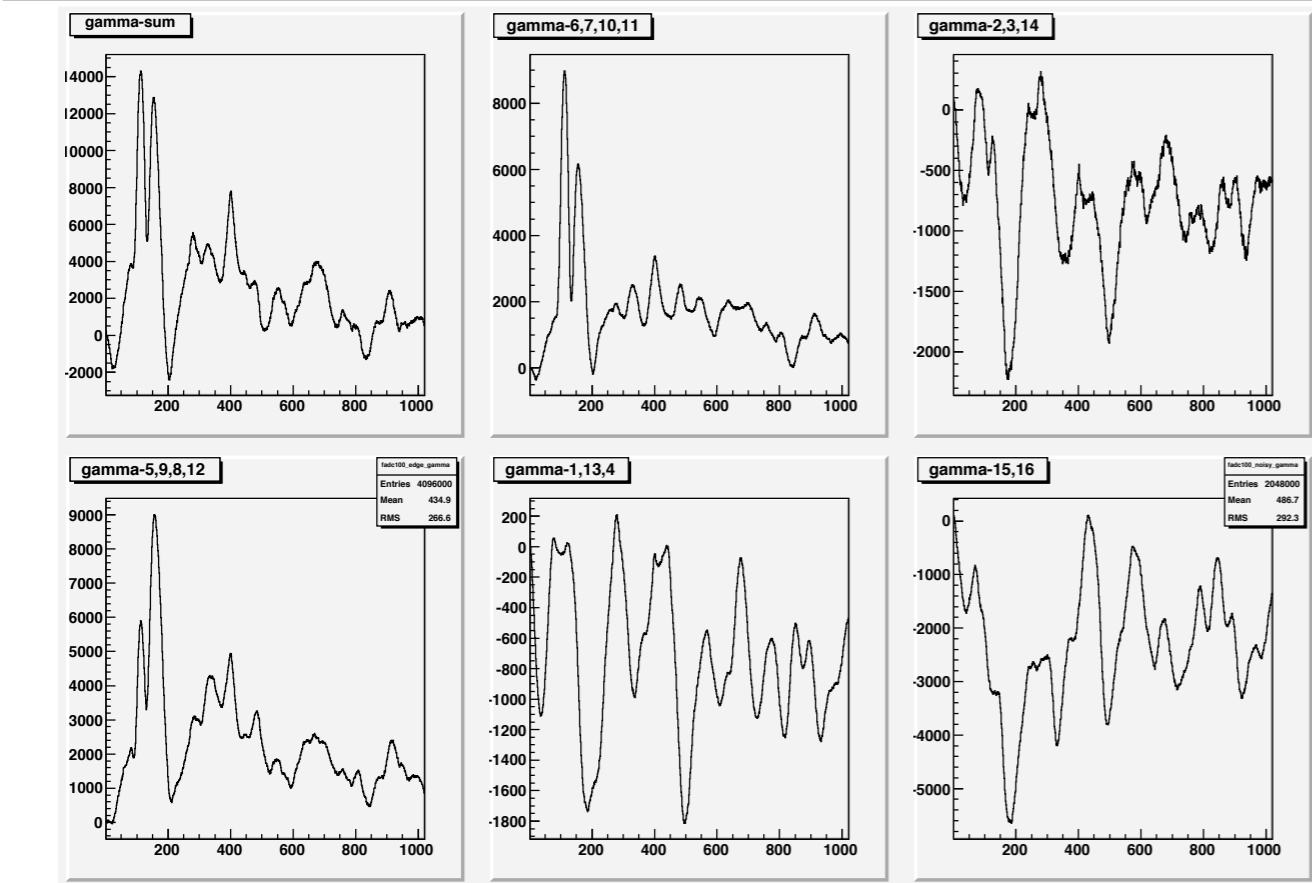 gamma-sum
14000
12000
10000
8000
6000
4000
2000
0
-2000
200 400 600 800 1000
gamma-6,7,10,11
8000
6000
4000
2000
0
200 400 600 800 1000
gamma-2,3,14
0
-500
-1000
-1500
-2000
200 400 600 800 1000
gamma-5,9,8,12
fadc100_edge_gamma
Entries 4096000
Mean 434.9
RMS 266.6
9000
8000
7000
6000
5000
4000
3000
2000
1000
0
200 400 600 800 1000
gamma-1,13,4
200
0
-200
-400
-600
-800
-1000
-1200
-1400
-1600
-1800
200 400 600 800 1000
gamma-15,16
fadc100_noisy_gamma
Entries 2048000
Mean 486.7
RMS 292.3
0
-1000
-2000
-3000
-4000
-5000
200 400 600 800 1000